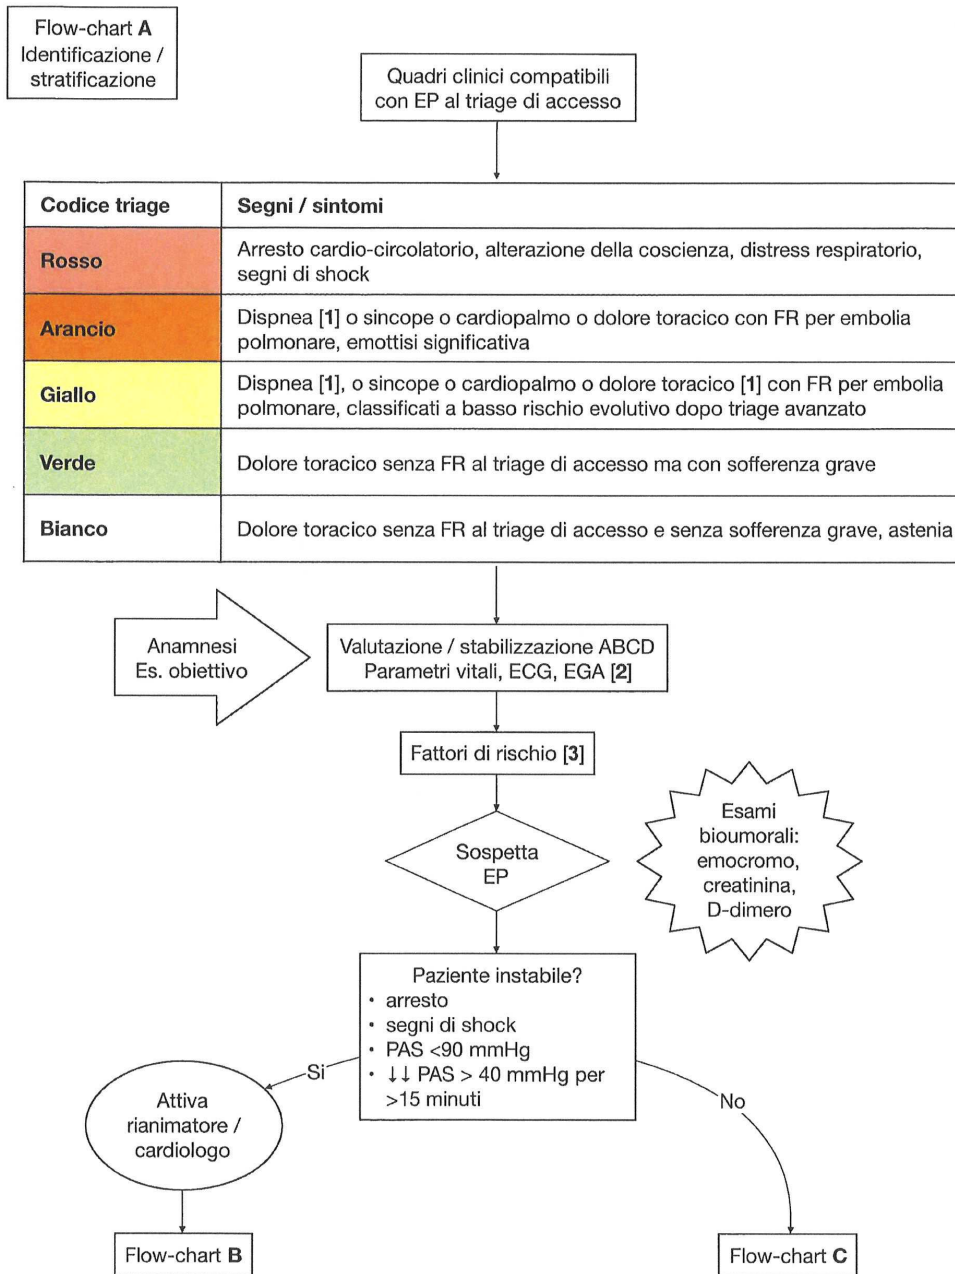 Flow-chart A
Identificazione /
stratificazione
Quadri clinici compatibili
con EP al triage di accesso
Codice triage
Segni / sintomi
Rosso
Arresto cardio-circolatorio, alterazione della coscienza, distress respiratorio,
segni di shock
Arancio
Dispnea [1] o sincope o cardiopalmo o dolore toracico con FR per embolia
polmonare, emottisi significativa
Giallo
Dispnea [1], o sincope o cardiopalmo o dolore toracico [1] con FR per embolia
polmonare, classificati a basso rischio evolutivo dopo triage avanzato
Verde
Dolore toracico senza FR al triage di accesso ma con sofferenza grave
Bianco
Dolore toracico senza FR al triage di accesso e senza sofferenza grave, astenia
Anamnesi
Es. obiettivo
Valutazione / stabilizzazione ABCD
Parametri vitali, ECG, EGA [2]
Fattori di rischio [3]
Sospetta
EP
Esami
bioumorali:
emocromo,
creatinina,
D-dimero
Paziente instabile?
• arresto
• segni di shock
• PAS <90 mmHg
• ↓↓ PAS > 40 mmHg per
>15 minuti
Si
No
Attiva
rianimatore /
cardiologo
Flow-chart B
Flow-chart C